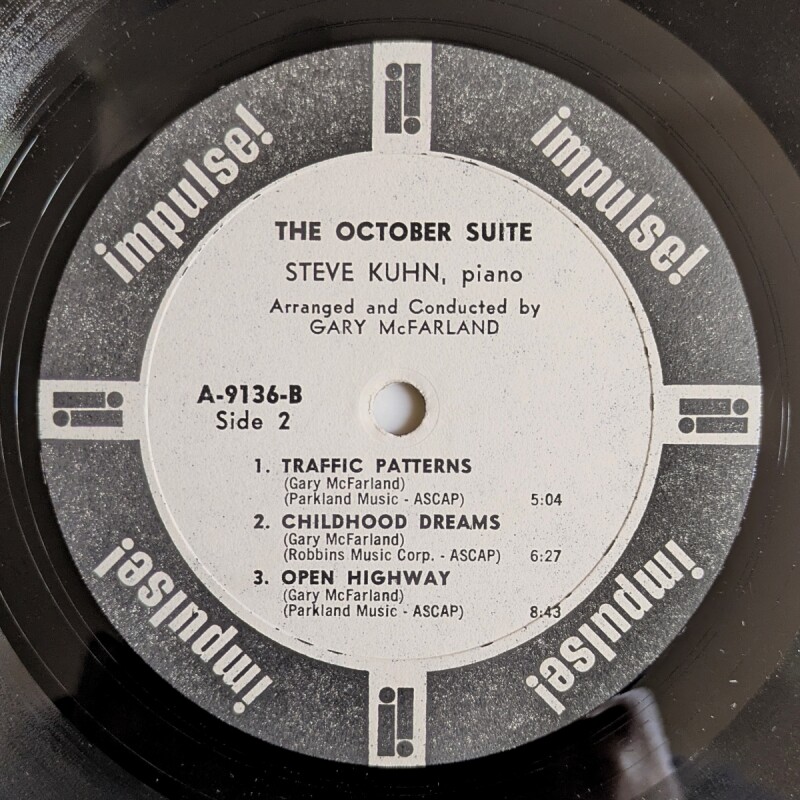 impulse!
impulse!
THE OCTOBER SUITE
STEVE KUHN, piano
Arranged and Conducted by
GARY McFARLAND
A-9136-B
Side 2
1. TRAFFIC PATTERNS
(Gary McFarland)
(Parkland Music - ASCAP) 5:04
2. CHILDHOOD DREAMS
(Gary McFarland)
(Robbins Music Corp. - ASCAP) 6:27
3. OPEN HIGHWAY
(Gary McFarland)
(Parkland Music - ASCAP) 8:43
impulse!
impulse!